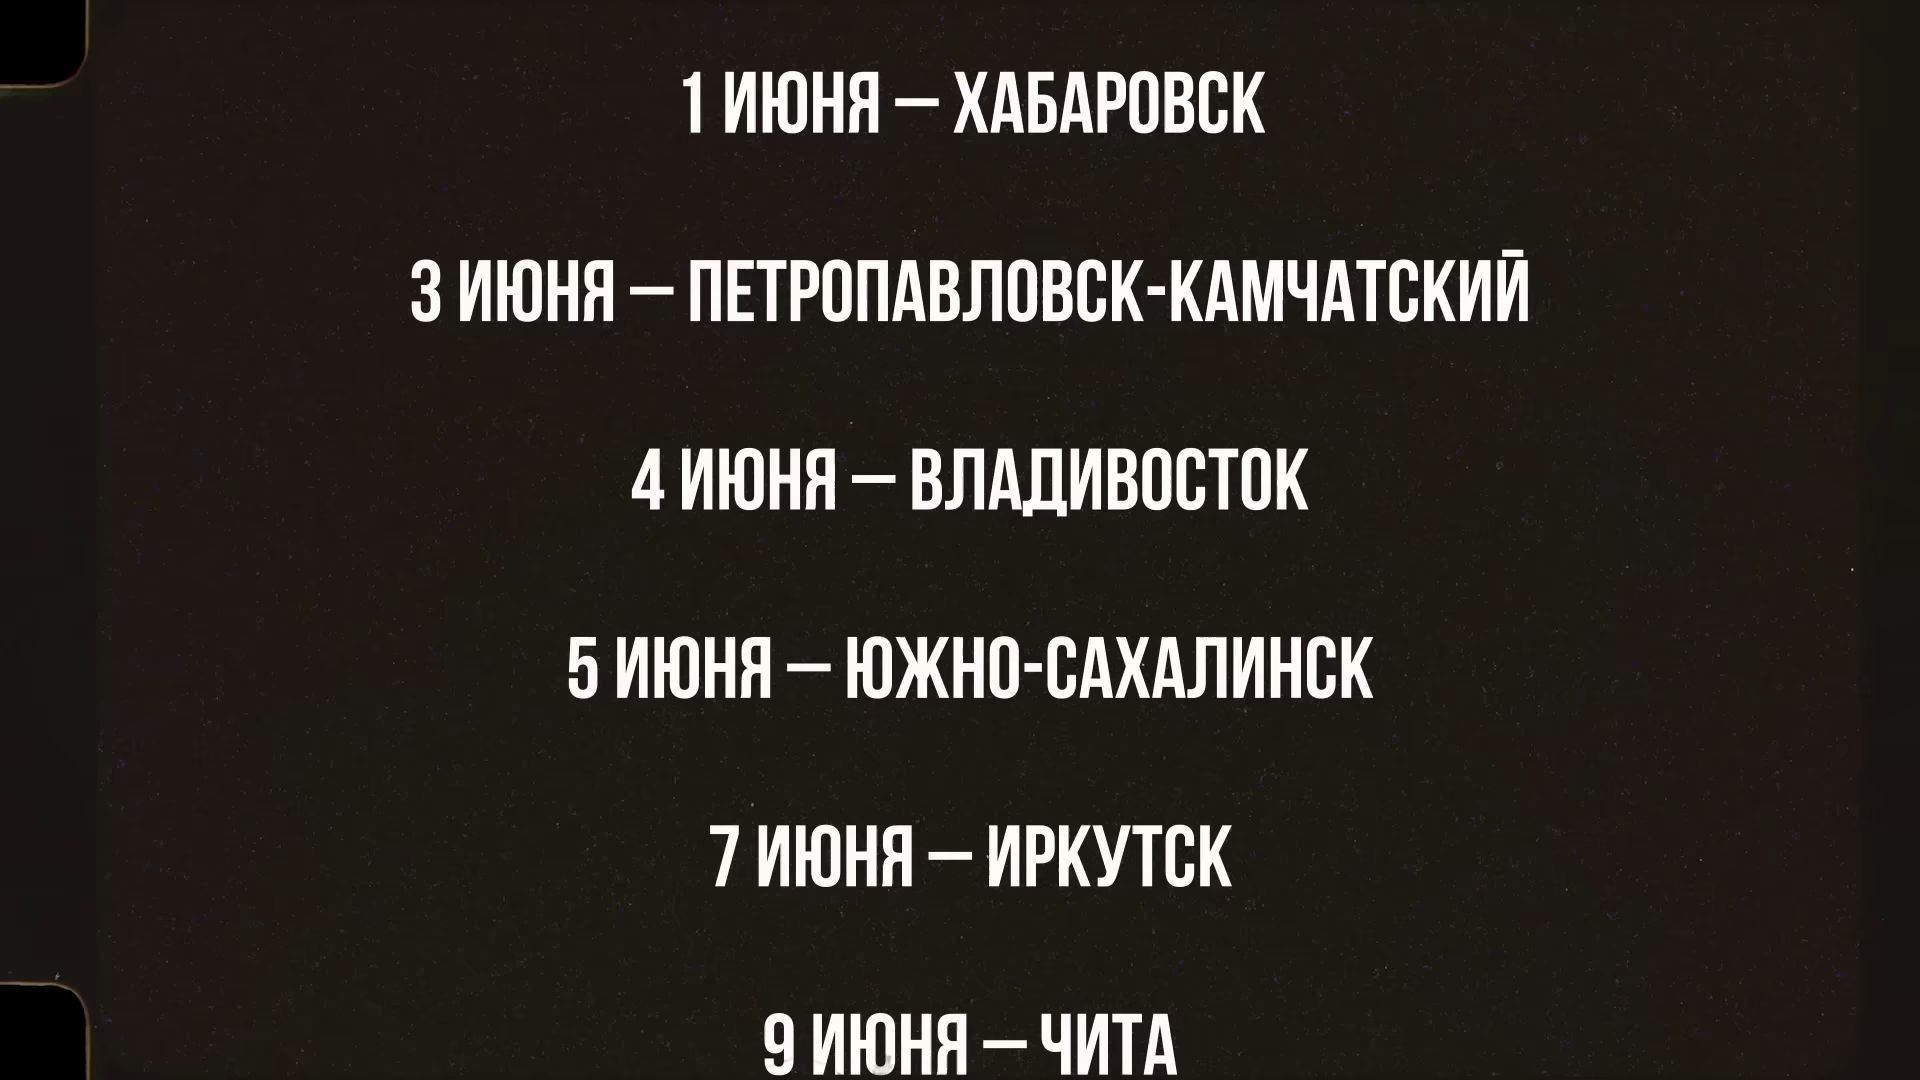 1 ИЮНЯ – ХАБАРОВСК
3 ИЮНЯ – ПЕТРОПАВЛОВСК-КАМЧАТСКИЙ
4 ИЮНЯ – ВЛАДИВОСТОК
5 ИЮНЯ – ЮЖНО-САХАЛИНСК
7 ИЮНЯ – ИРКУТСК
9 ИЮНЯ – ЧИТА